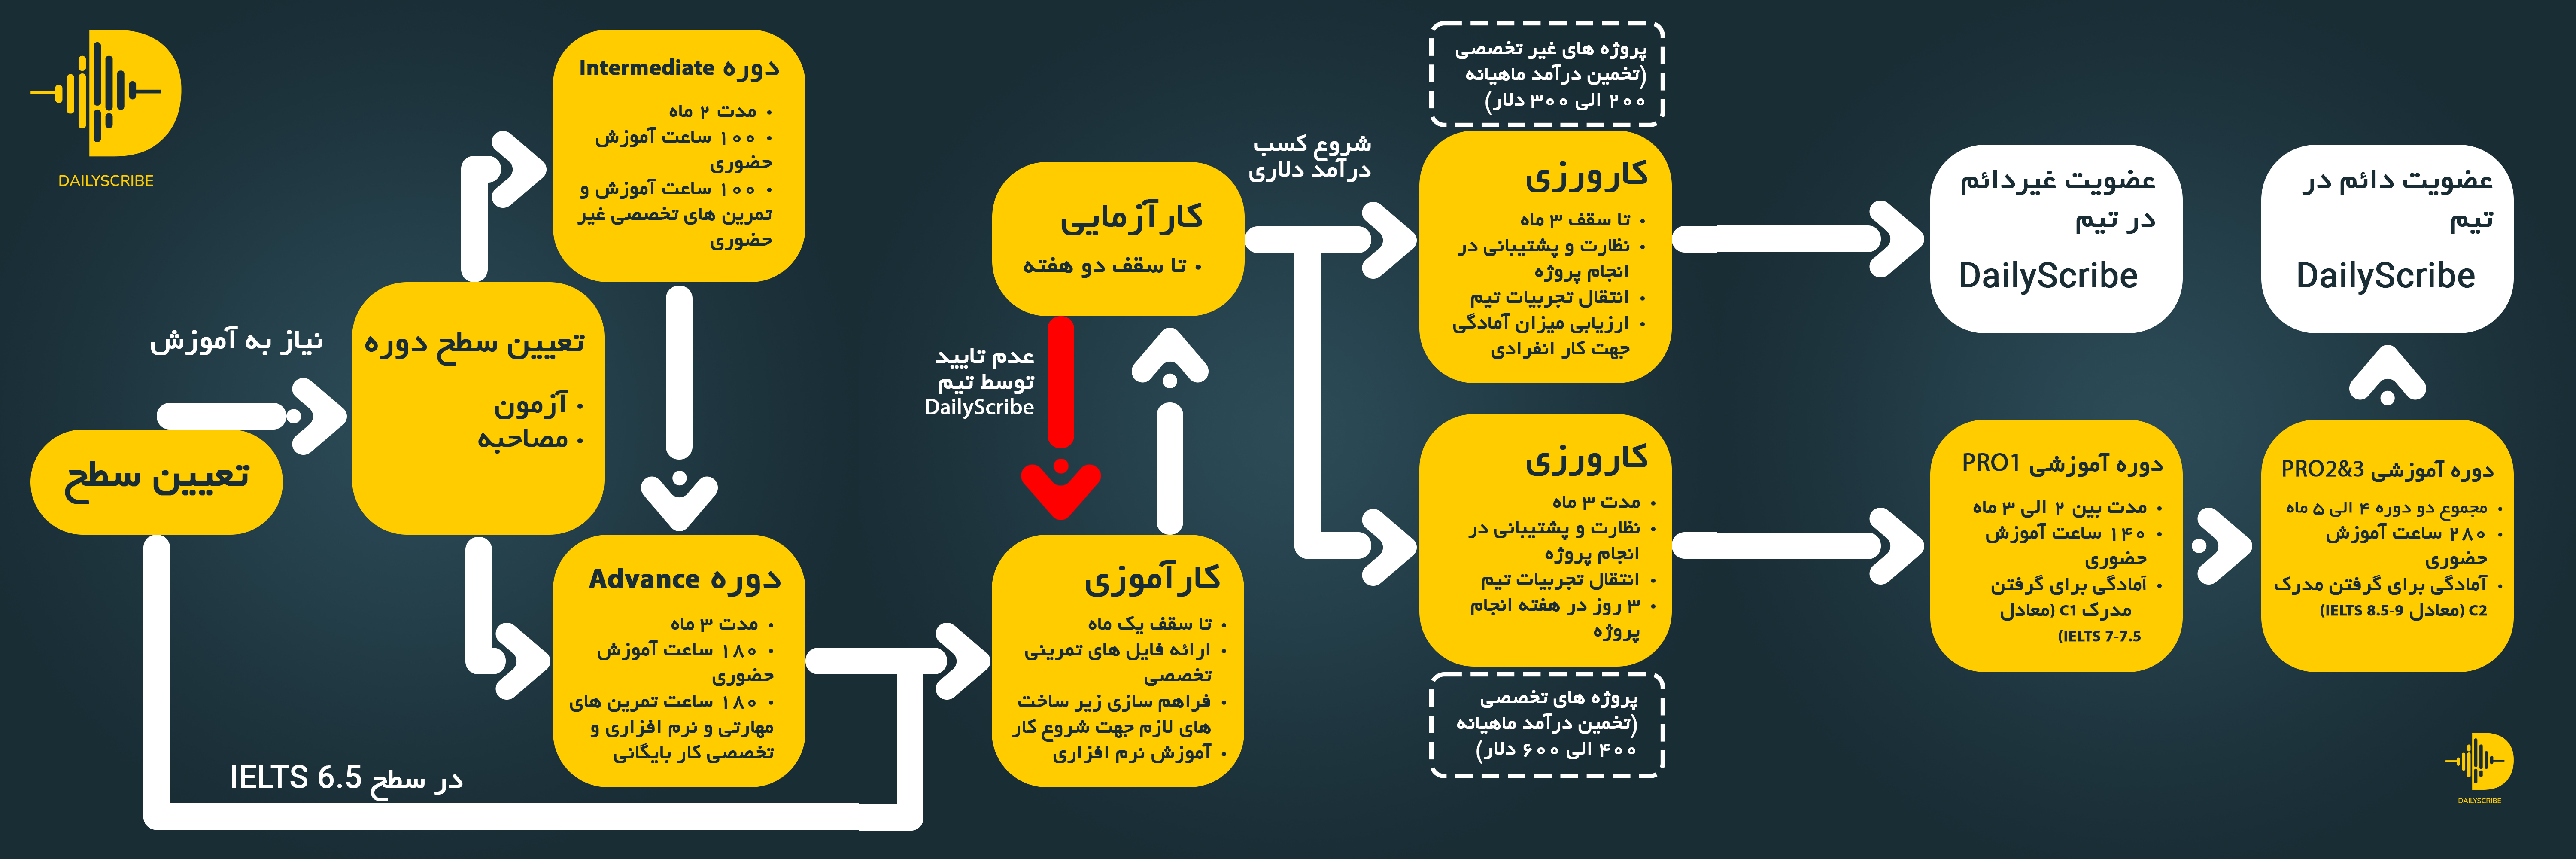 DAILYSCRIBE
تعیین سطح
نیاز به آموزش
در سطح IELTS 6.5
تعیین سطح دوره
• آزمون
• مصاحبه
دوره Intermediate
• مدت ۲ ماه
• ۱۰۰ ساعت آموزش
حضوری
• ۱۰۰ ساعت آموزش و
تمرین های تخصصی غیر
حضوری
دوره Advance
• مدت ۳ ماه
• ۱۸۰ ساعت آموزش
حضوری
• ۱۸۰ ساعت تمرین های
مهارتی و نرم افزاری و
تخصصی کار بایگانی
کارآموزی
• تا سقف یک ماه
• ارائه فایل های تمرینی
تخصصی
• فراهم سازی زیر ساخت
های لازم جهت شروع کار
• آموزش نرم افزاری
عدم تایید
توسط تیم
DailyScribe
کارآزمایی
• تا سقف دو هفته
شروع کسب
درآمد دلاری
پروژه های غیر تخصصی
(تخمین درآمد ماهیانه
۲۰۰ الی ۳۰۰ دلار)
کارورزی
• تا سقف ۳ ماه
• نظارت و پشتیبانی در
انجام پروژه
• انتقال تجربیات تیم
• ارزیابی میزان آمادگی
جهت کار انفرادی
کارورزی
• مدت ۳ ماه
• نظارت و پشتیبانی در
انجام پروژه
• انتقال تجربیات تیم
• ۳ روز در هفته انجام
پروژه
پروژه های تخصصی
(تخمین درآمد ماهیانه
۴۰۰ الی ۶۰۰ دلار)
عضویت غیردائم
در تیم
DailyScribe
دوره آموزشی PRO1
• مدت بین ۲ الی ۳ ماه
• ۱۴۰ ساعت آموزش
حضوری
• آمادگی برای گرفتن
مدرک C1 (معادل
IELTS 7-7.5)
دوره آموزشی PRO2&3
• مجموع دو دوره ۴ الی ۵ ماه
• ۲۸۰ ساعت آموزش
حضوری
• آمادگی برای گرفتن مدرک
C2 (معادل IELTS 8.5-9)
عضویت دائم در
تیم
DailyScribe
DAILYSCRIBE